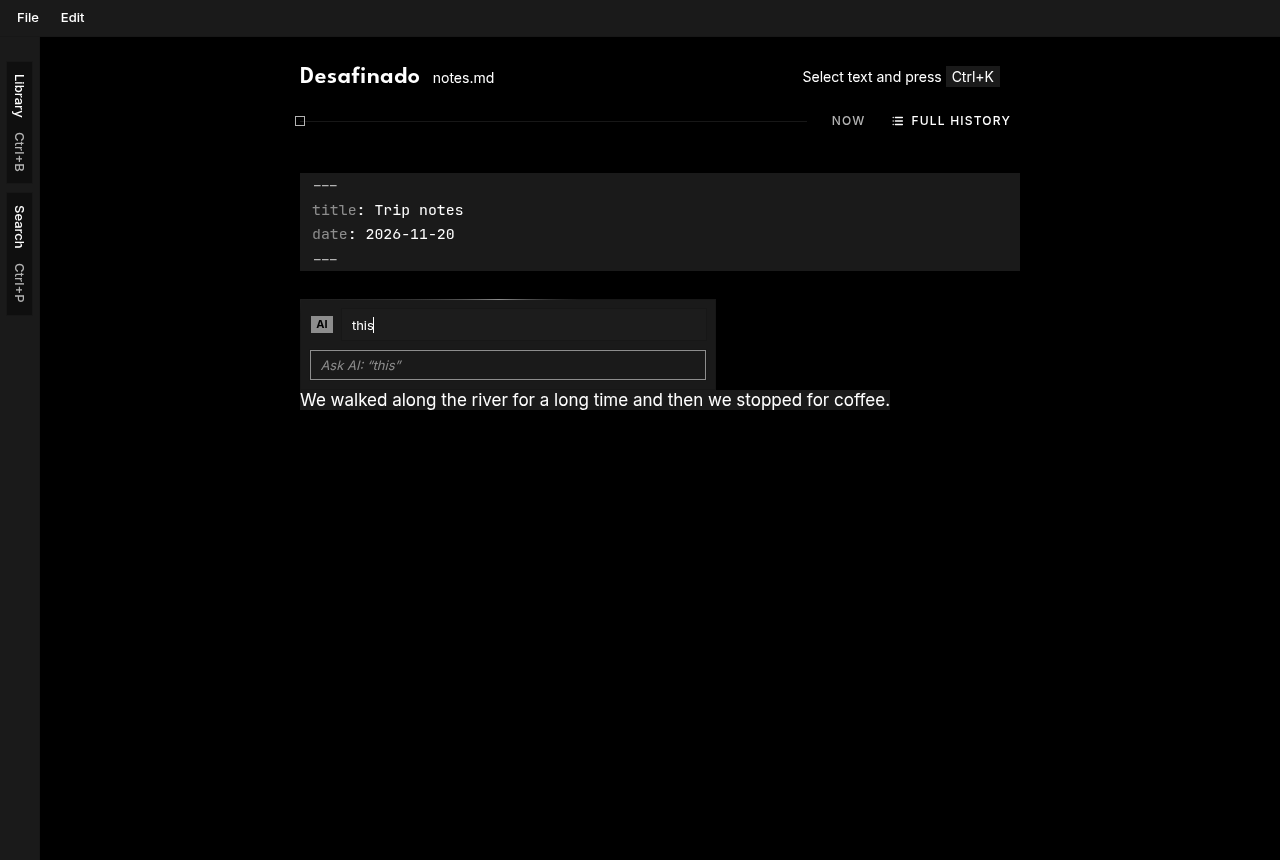 File Edit
Library Ctrl+B
Search Ctrl+P
Desafinado notes.md Select text and press Ctrl+K
NOW FULL HISTORY
---
title: Trip notes
date: 2026-11-20
---
AI this
Ask AI: “this”
We walked along the river for a long time and then we stopped for coffee.